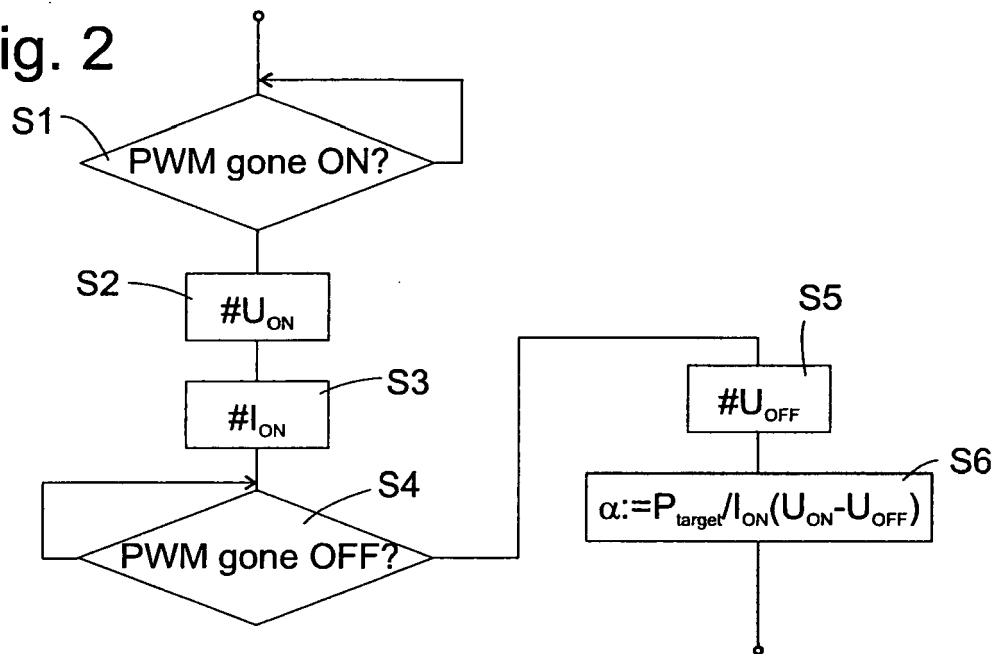 ig. 2
S1
PWM gone ON?
S2
#U_ON
S3
#I_ON
S4
PWM gone OFF?
S5
#U_OFF
S6
α:=P_target/I_ON(U_ON-U_OFF)